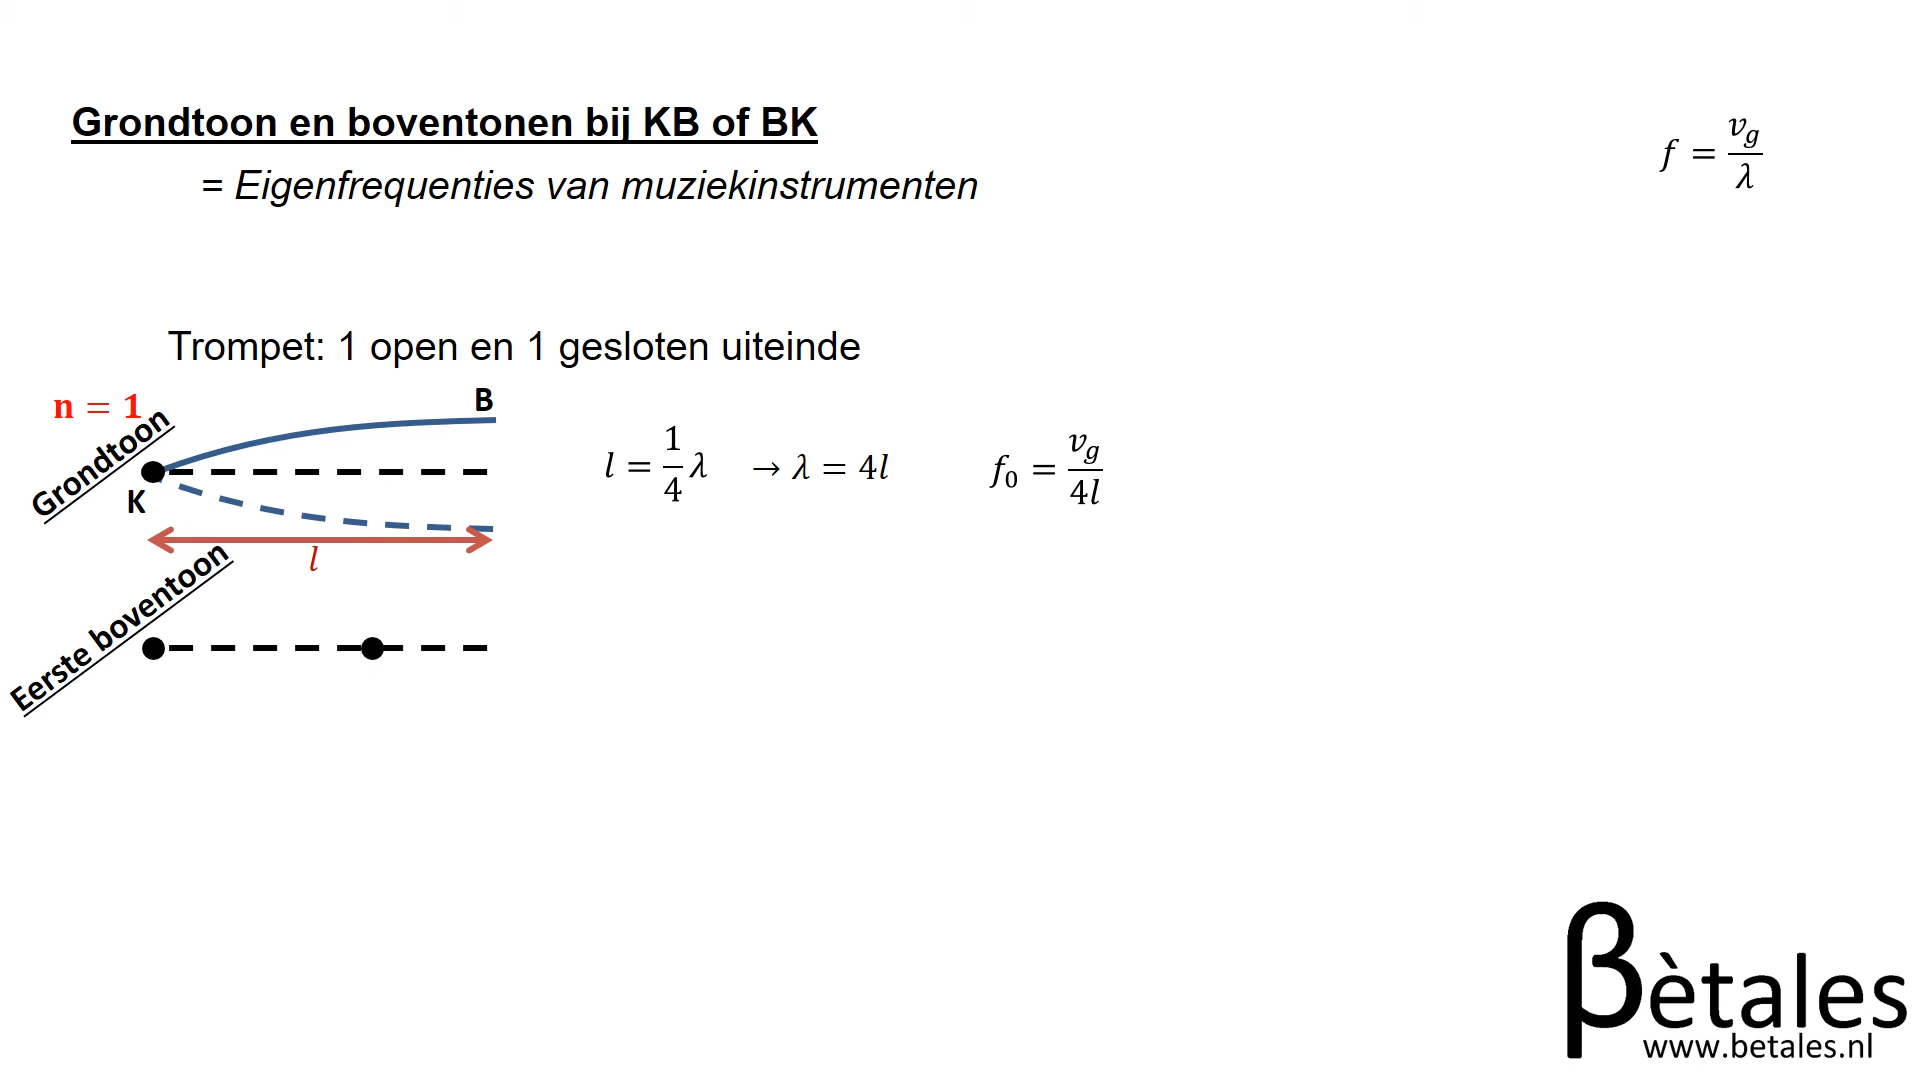 Grondtoon en boventonen bij KB of BK
= Eigenfrequenties van muziekinstrumenten
f = v_g / λ
Trompet: 1 open en 1 gesloten uiteinde
n = 1
Grondtoon
B
K
l
l = 1/4 λ → λ = 4l
f_0 = v_g / 4l
Eerste boventoon
βètales
www.betales.nl